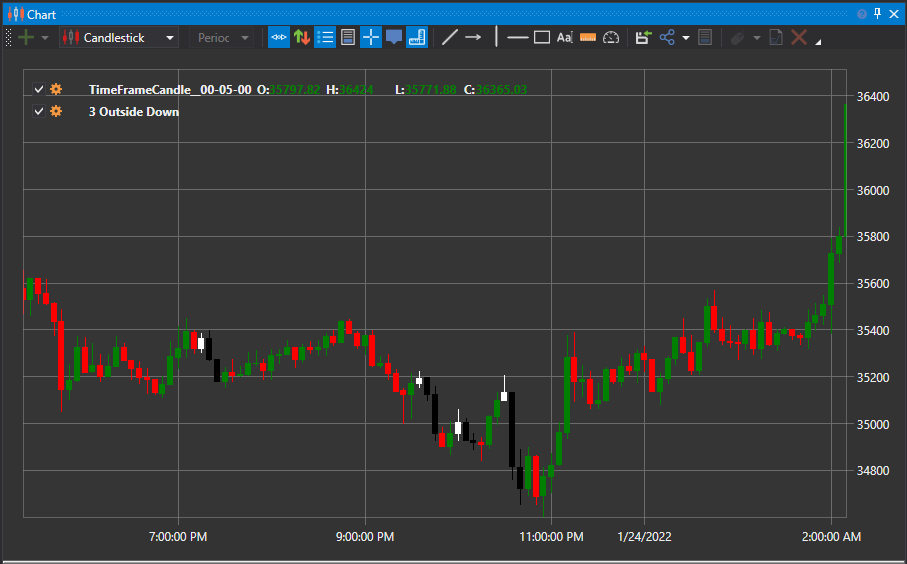 Chart
Candlestick
Perioc
Aa
TimeFrameCandle_00-05-00 O:35797.82 H:36424 L:35771.88 C:36365.03
3 Outside Down
36400
36200
36000
35800
35600
35400
35200
35000
34800
7:00:00 PM 9:00:00 PM 11:00:00 PM 1/24/2022 2:00:00 AM